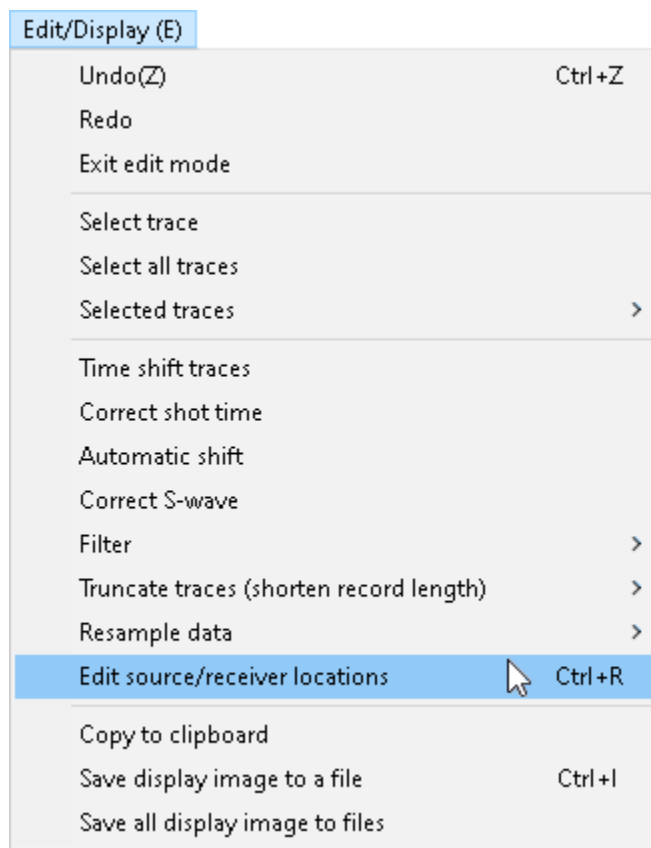 Edit/Display (E)
Undo(Z) Ctrl+Z
Redo
Exit edit mode
Select trace
Select all traces
Selected traces
Time shift traces
Correct shot time
Automatic shift
Correct S-wave
Filter
Truncate traces (shorten record length)
Resample data
Edit source/receiver locations Ctrl+R
Copy to clipboard
Save display image to a file Ctrl+I
Save all display image to files